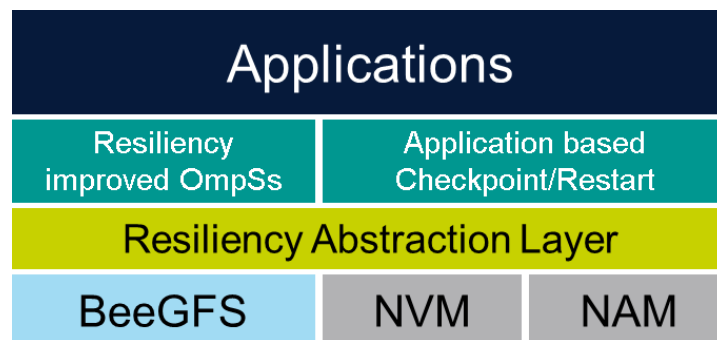 Applications
Resiliency
improved OmpSs
Application based
Checkpoint/Restart
Resiliency Abstraction Layer
BeeGFS
NVM
NAM